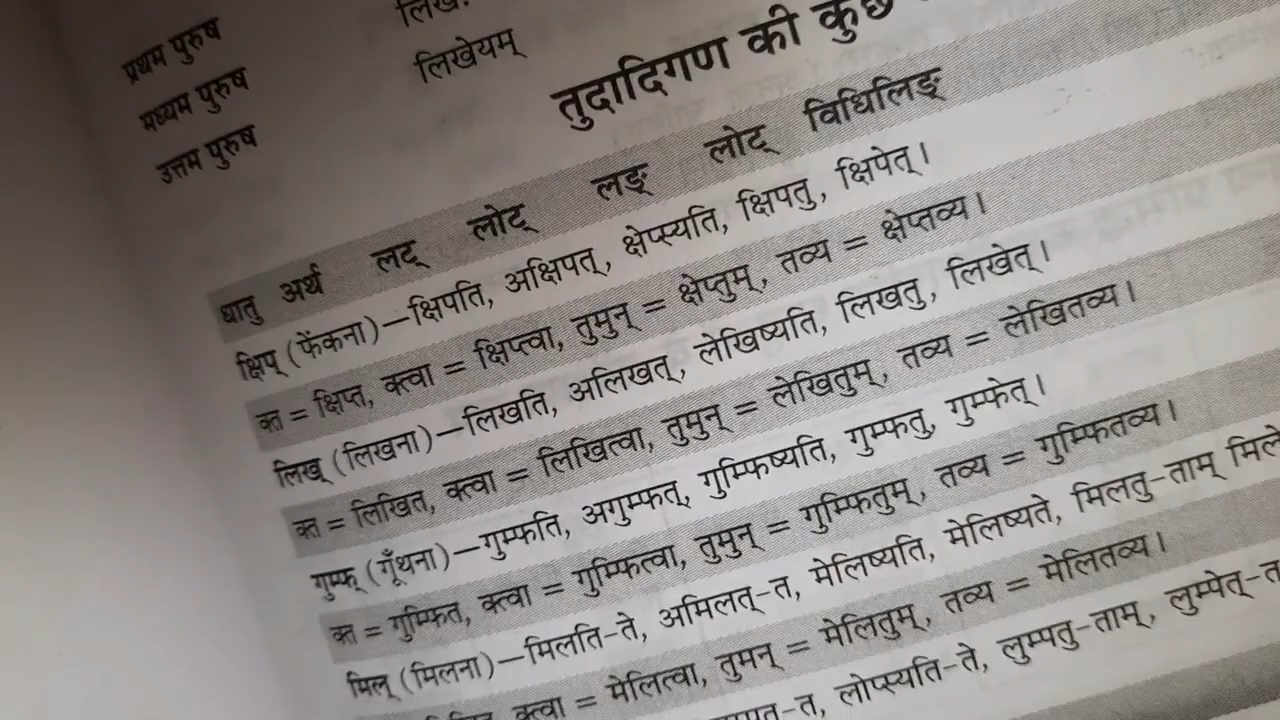 प्रथम पुरुष
मध्यम पुरुष लिखेः
उत्तम पुरुष लिखेयम्
तुदादिगण की कुछ
धातु अर्थ लट् लोट् लङ् लोट् विधिलिङ्
क्षिप् (फेंकना)—क्षिपति, अक्षिपत्, क्षेप्स्यति, क्षिपतु, क्षिपेत्।
क्त = क्षिप्त, क्त्वा = क्षिप्त्वा, तुमुन् = क्षेप्तुम्, तव्य = क्षेप्तव्य।
लिख् (लिखना)—लिखति, अलिखत्, लेखिष्यति, लिखतु, लिखेत्।
क्त = लिखित, क्त्वा = लिखित्वा, तुमुन् = लेखितुम्, तव्य = लेखितव्य।
गुम्फ् (गूँथना)—गुम्फति, अगुम्फत्, गुम्फिष्यति, गुम्फतु, गुम्फेत्।
क्त = गुम्फित, क्त्वा = गुम्फित्वा, तुमुन् = गुम्फितुम्, तव्य = गुम्फितव्य।
मिल् (मिलना)—मिलति-ते, अमिलत्-त, मेलिष्यति, मेलिष्यते, मिलतु-ताम्
क्त्वा = मेलित्वा, तुमन् = मेलितुम्, तव्य = मेलितव्य।
लोप्स्यति-ते, लुम्पतु-ताम्, लुम्पेत्-त